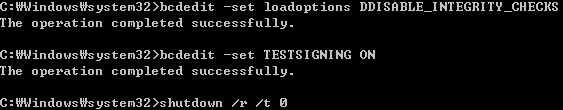 C:₩Windows₩system32>bcdedit -set loadoptions DDISABLE_INTEGRITY_CHECKS
The operation completed successfully.
C:₩Windows₩system32>bcdedit -set TESTSIGNING ON
The operation completed successfully.
C:₩Windows₩system32>shutdown /r /t 0